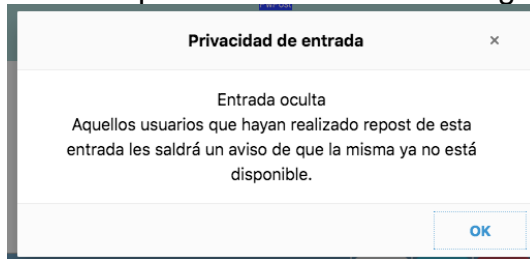 Privacidad de entrada ×
Entrada oculta
Aquellos usuarios que hayan realizado repost de esta
entrada les saldrá un aviso de que la misma ya no está
disponible.
OK